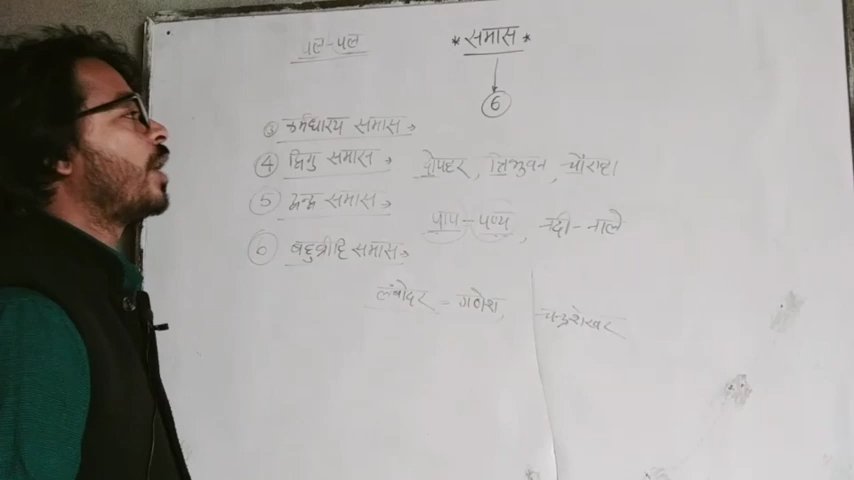 पल-पल
* समास *
6
3 कर्मधारय समास →
4 द्विगु समास → दोपहर, त्रिभुवन, चौराहा
5 द्वन्द्व समास →
पाप - पुण्य, नदी - नाले
6 बहुव्रीहि समास →
लंबोदर - गणेश, चन्द्रशेखर